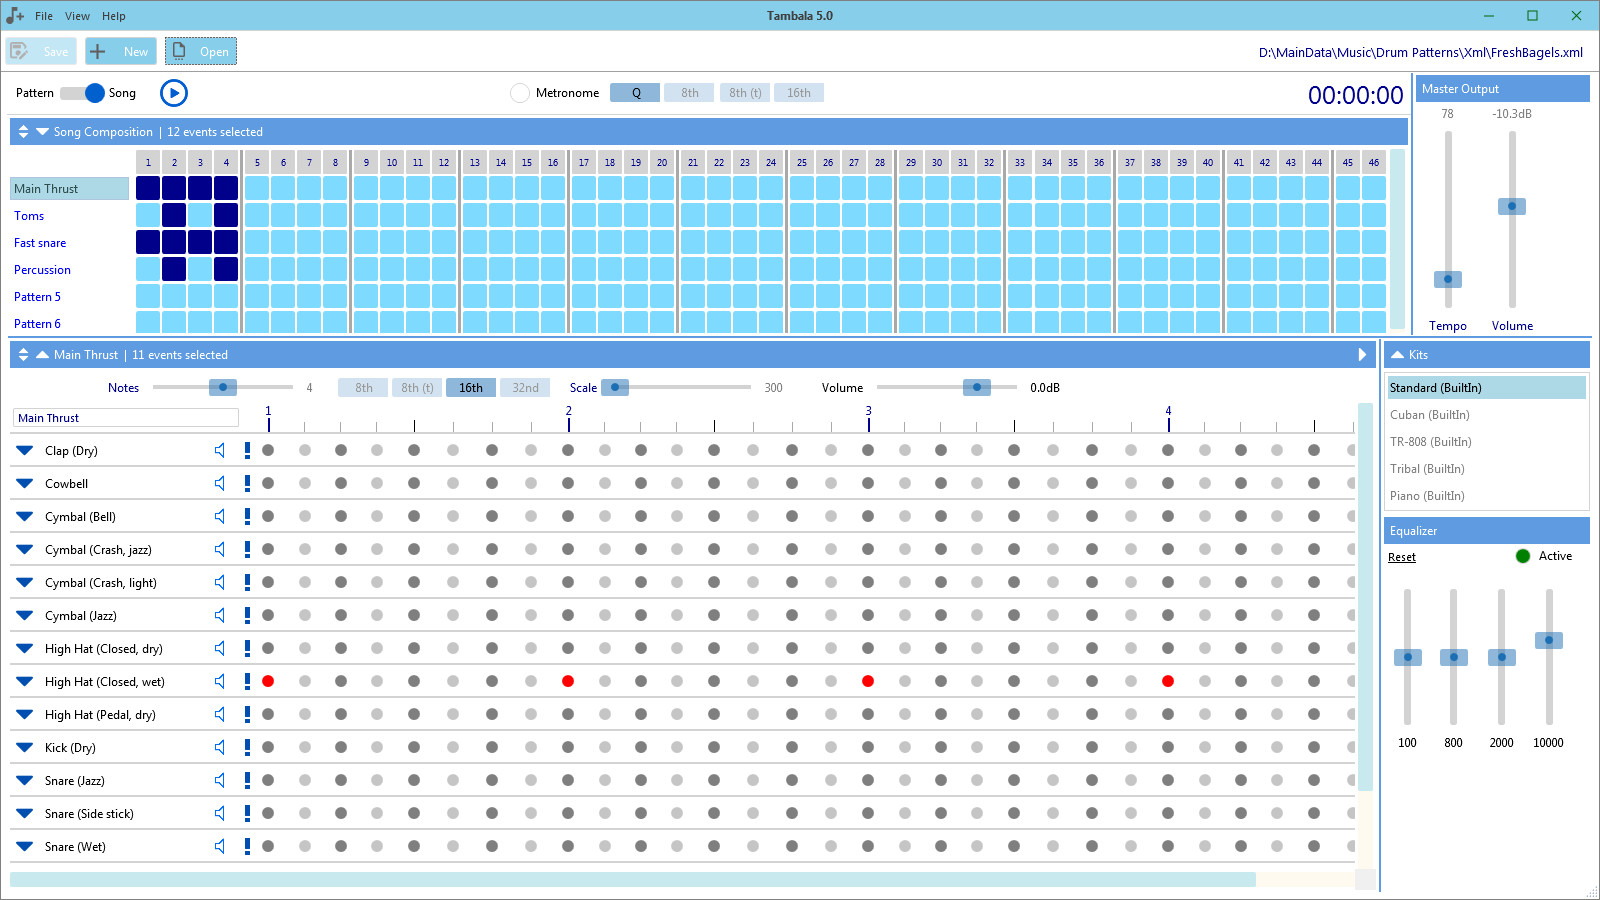 File View Help Tambala 5.0
Save New Open D:\MainData\Music\Drum Patterns\Xml\FreshBagels.xml
Pattern Song Metronome Q 8th 8th (t) 16th 00:00:00
Master Output
78 -10.3dB
Tempo Volume
Song Composition | 12 events selected
1 2 3 4 5 6 7 8 9 10 11 12 13 14 15 16 17 18 19 20 21 22 23 24 25 26 27 28 29 30 31 32 33 34 35 36 37 38 39 40 41 42 43 44 45 46
Main Thrust
Toms
Fast snare
Percussion
Pattern 5
Pattern 6
Main Thrust | 11 events selected
Notes 4 8th 8th (t) 16th 32nd Scale 300 Volume 0.0dB
Main Thrust 1 2 3 4
Clap (Dry)
Cowbell
Cymbal (Bell)
Cymbal (Crash, jazz)
Cymbal (Crash, light)
Cymbal (Jazz)
High Hat (Closed, dry)
High Hat (Closed, wet)
High Hat (Pedal, dry)
Kick (Dry)
Snare (Jazz)
Snare (Side stick)
Snare (Wet)
Kits
Standard (BuiltIn)
Cuban (BuiltIn)
TR-808 (BuiltIn)
Tribal (BuiltIn)
Piano (BuiltIn)
Equalizer
Reset Active
100 800 2000 10000